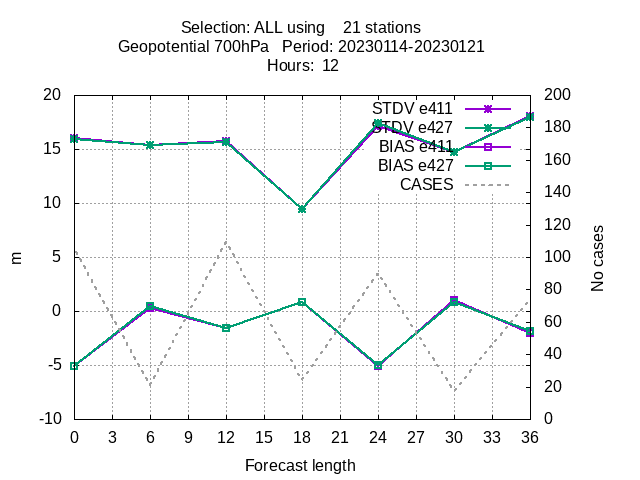 Selection: ALL using    21 stations
Geopotential 700hPa   Period: 20230114-20230121
Hours:  12
20
15
10
5
0
-5
-10
m
200
180
160
140
120
100
80
60
40
20
0
No cases
STDV e411
STDV e427
BIAS e411
BIAS e427
CASES
0 3 6 9 12 15 18 21 24 27 30 33 36
Forecast length